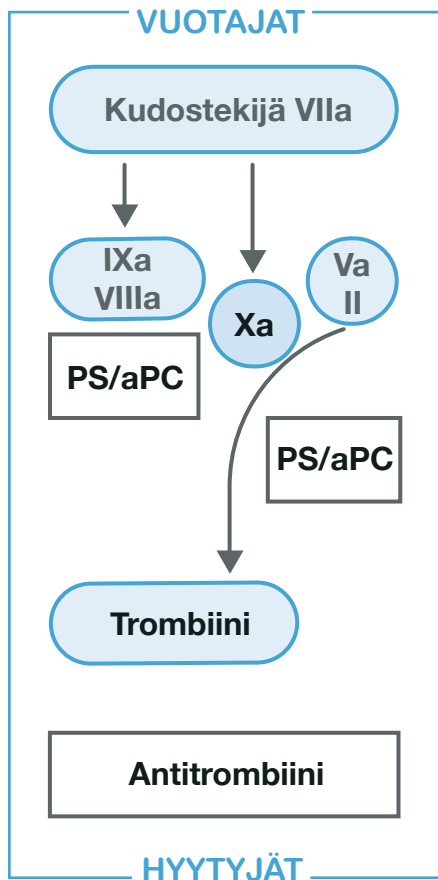 VUOTAJAT
Kudostekijä VIIa
IXa
VIIIa
Va
II
Xa
PS/aPC
PS/aPC
Trombiini
Antitrombiini
HYYTYJÄT